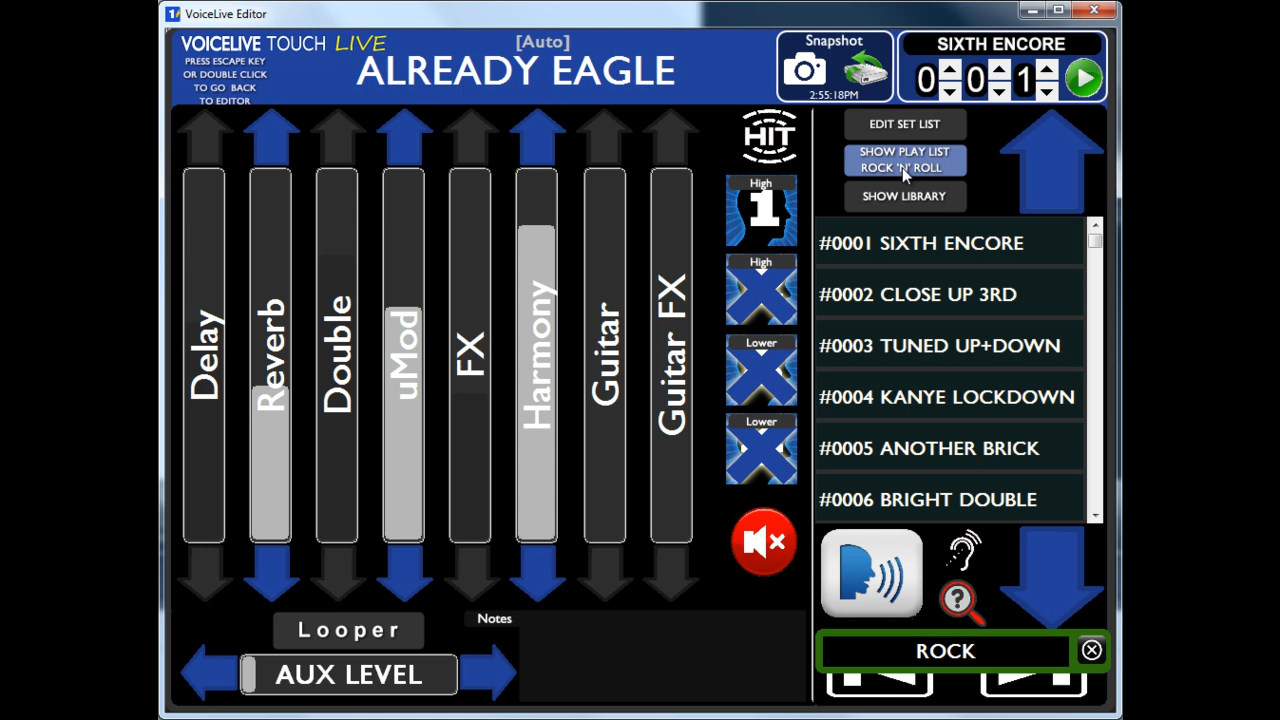 VoiceLive Editor
VOICELIVE TOUCH LIVE
PRESS ESCAPE KEY
OR DOUBLE CLICK
TO GO BACK
TO EDITOR
[Auto]
ALREADY EAGLE
Snapshot
2:55:18PM
SIXTH ENCORE
0 0 1
Delay
Reverb
Double
uMod
FX
Harmony
Guitar
Guitar FX
HIT
High
1
High
Lower
Lower
EDIT SET LIST
SHOW PLAY LIST
ROCK 'N' ROLL
SHOW LIBRARY
#0001 SIXTH ENCORE
#0002 CLOSE UP 3RD
#0003 TUNED UP+DOWN
#0004 KANYE LOCKDOWN
#0005 ANOTHER BRICK
#0006 BRIGHT DOUBLE
Looper
Notes
AUX LEVEL
ROCK